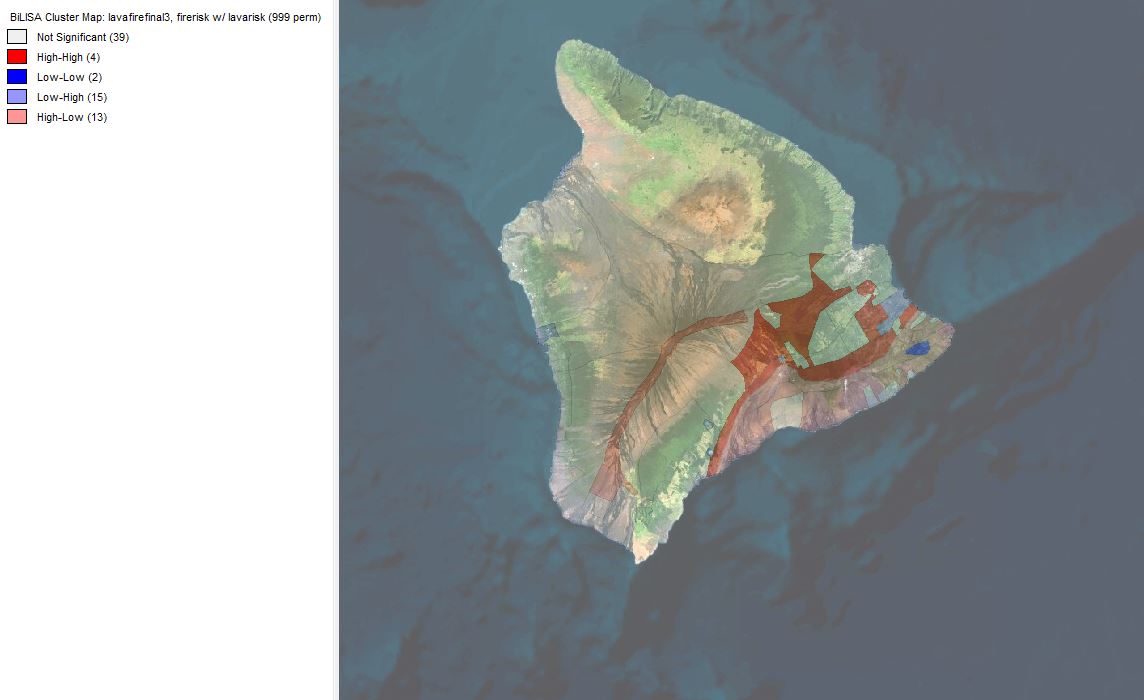 BiLISA Cluster Map: lavafirefinal3, firerisk w/ lavarisk (999 perm)
Not Significant (39)
High-High (4)
Low-Low (2)
Low-High (15)
High-Low (13)